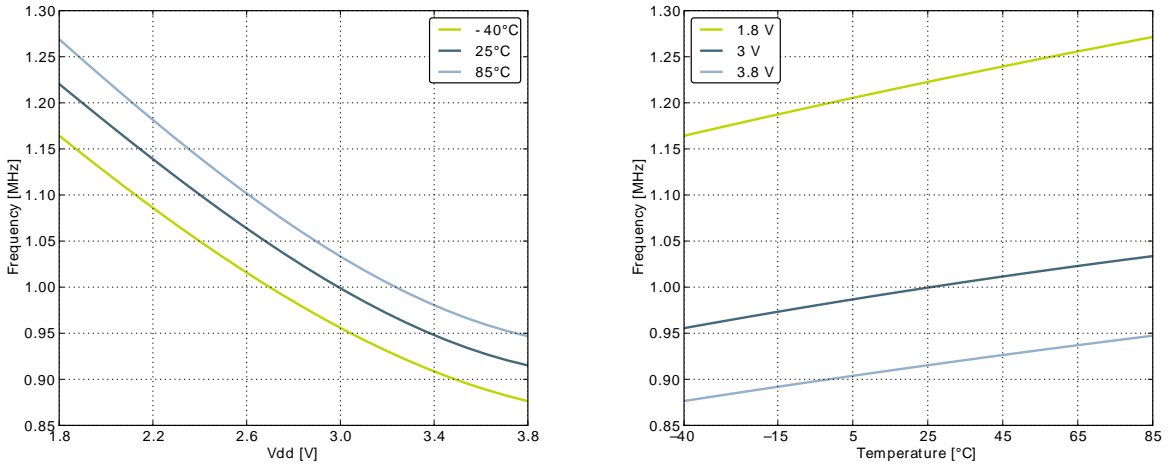 1.30
1.25
1.20
1.15
1.10
1.05
1.00
0.95
0.90
0.85
Frequency [MHz]
- 40°C
25°C
85°C
1.8 2.2 2.6 3.0 3.4 3.8
Vdd [V]
1.30
1.25
1.20
1.15
1.10
1.05
1.00
0.95
0.90
0.85
Frequency [MHz]
1.8 V
3 V
3.8 V
–40 –15 5 25 45 65 85
Temperature [°C]